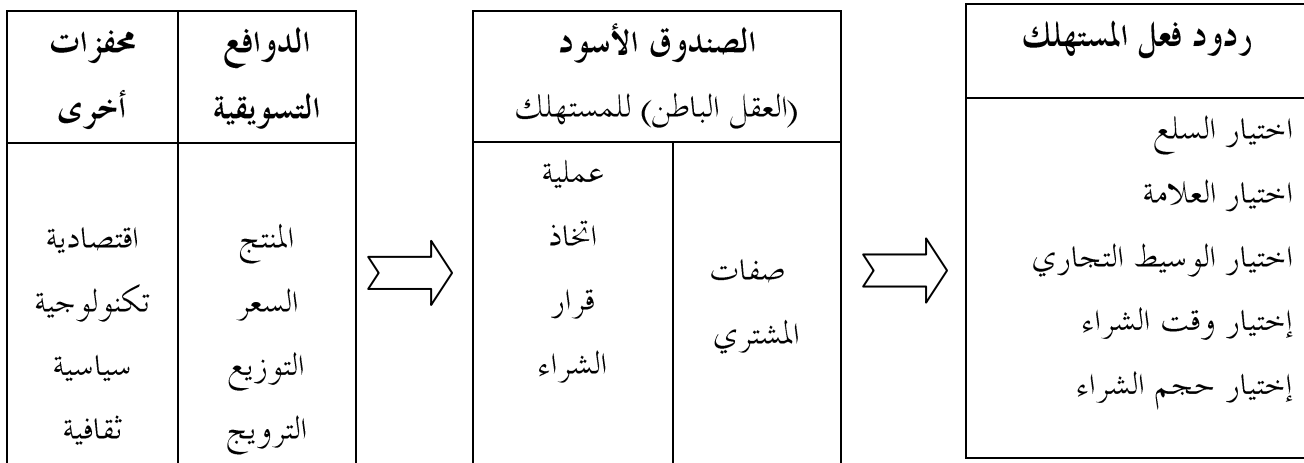 محفزات
أخرى
الدوافع
التسويقية
اقتصادية
تكنولوجية
سياسية
ثقافية
المنتج
السعر
التوزيع
الترويج
الصندوق الأسود
(العقل الباطن) للمستهلك
عملية
اتخاذ
قرار
الشراء
صفات
المشتري
ردود فعل المستهلك
اختيار السلع
اختيار العلامة
اختيار الوسيط التجاري
إختيار وقت الشراء
إختيار حجم الشراء